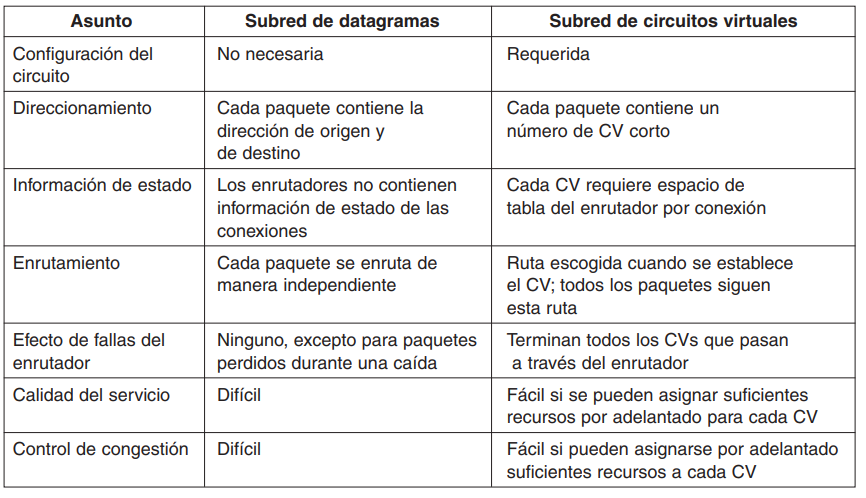 Asunto
Subred de datagramas
Subred de circuitos virtuales
Configuración del
circuito
No necesaria
Requerida
Direccionamiento
Cada paquete contiene la
dirección de origen y
de destino
Cada paquete contiene un
número de CV corto
Información de estado
Los enrutadores no contienen
información de estado de las
conexiones
Cada CV requiere espacio de
tabla del enrutador por conexión
Enrutamiento
Cada paquete se enruta de
manera independiente
Ruta escogida cuando se establece
el CV; todos los paquetes siguen
esta ruta
Efecto de fallas del
enrutador
Ninguno, excepto para paquetes
perdidos durante una caída
Terminan todos los CVs que pasan
a través del enrutador
Calidad del servicio
Difícil
Fácil si se pueden asignar suficientes
recursos por adelantado para cada CV
Control de congestión
Difícil
Fácil si pueden asignarse por adelantado
suficientes recursos a cada CV